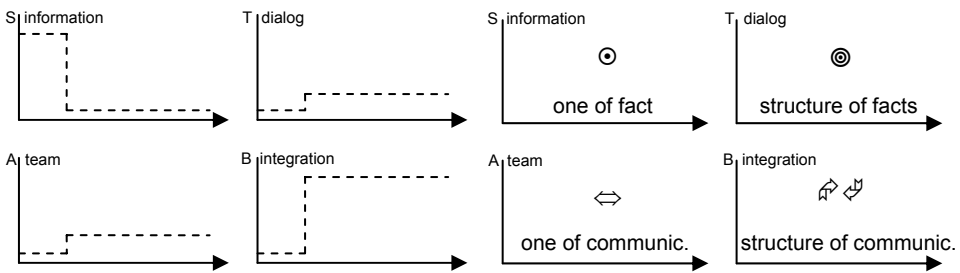 S information
T dialog
S information
T dialog
one of fact
structure of facts
A team
B integration
A team
B integration
one of communic.
structure of communic.